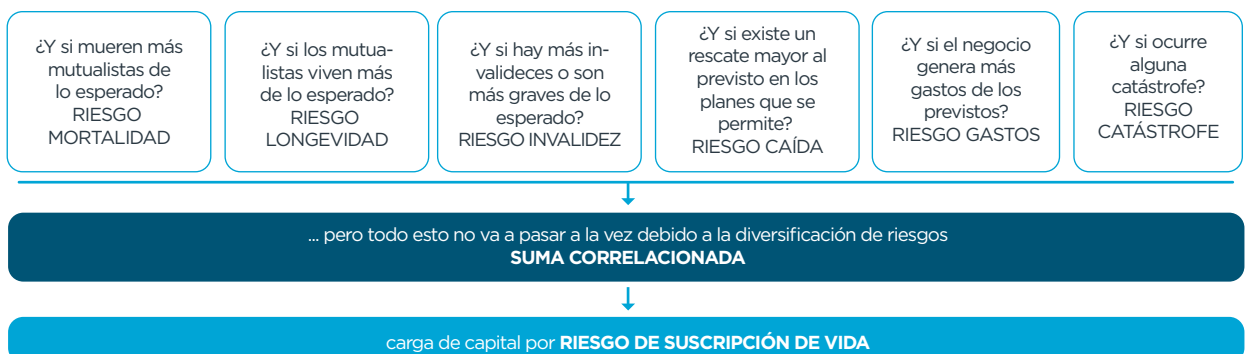 ¿Y si mueren más
mutualistas de
lo esperado?
RIESGO
MORTALIDAD
¿Y si los mutua-
listas viven más
de lo esperado?
RIESGO
LONGEVIDAD
¿Y si hay más in-
valideces o son
más graves de lo
esperado?
RIESGO INVALIDEZ
¿Y si existe un
rescate mayor al
previsto en los
planes que se
permite?
RIESGO CAÍDA
¿Y si el negocio
genera más
gastos de los
previstos?
RIESGO GASTOS
¿Y si ocurre
alguna
catástrofe?
RIESGO
CATÁSTROFE
... pero todo esto no va a pasar a la vez debido a la diversificación de riesgos
SUMA CORRELACIONADA
carga de capital por RIESGO DE SUSCRIPCIÓN DE VIDA